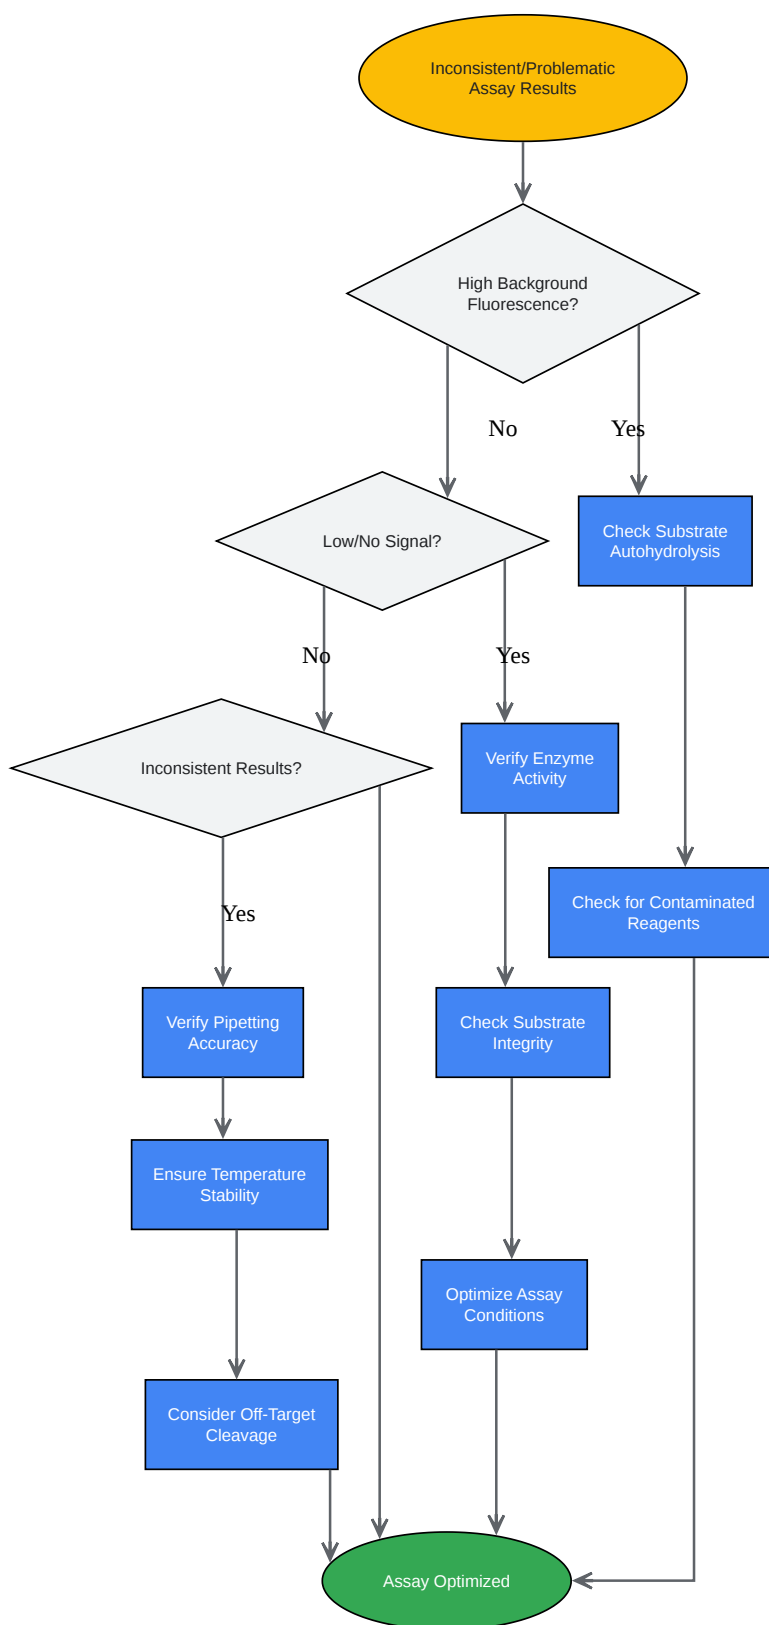 Inconsistent/Problematic
Assay Results
High Background
Fluorescence?
No
Yes
Low/No Signal?
Check Substrate
Autohydrolysis
No
Yes
Inconsistent Results?
Verify Enzyme
Activity
Check for Contaminated
Reagents
Yes
Verify Pipetting
Accuracy
Check Substrate
Integrity
Ensure Temperature
Stability
Optimize Assay
Conditions
Consider Off-Target
Cleavage
Assay Optimized